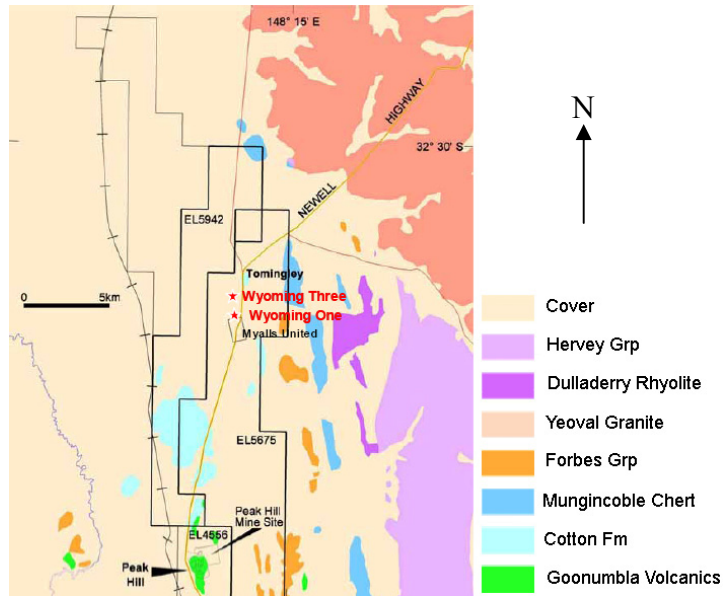 148° 15' E
N
HIGHWAY
32° 30' S
EL5942
NEWELL
Tomingley
0 5km
Wyoming Three
Wyoming One
Myalls United
EL5675
Peak Hill
Mine Site
EL4556
Peak
Hill
Cover
Hervey Grp
Dulladerry Rhyolite
Yeoval Granite
Forbes Grp
Mungincoble Chert
Cotton Fm
Goonumbla Volcanics